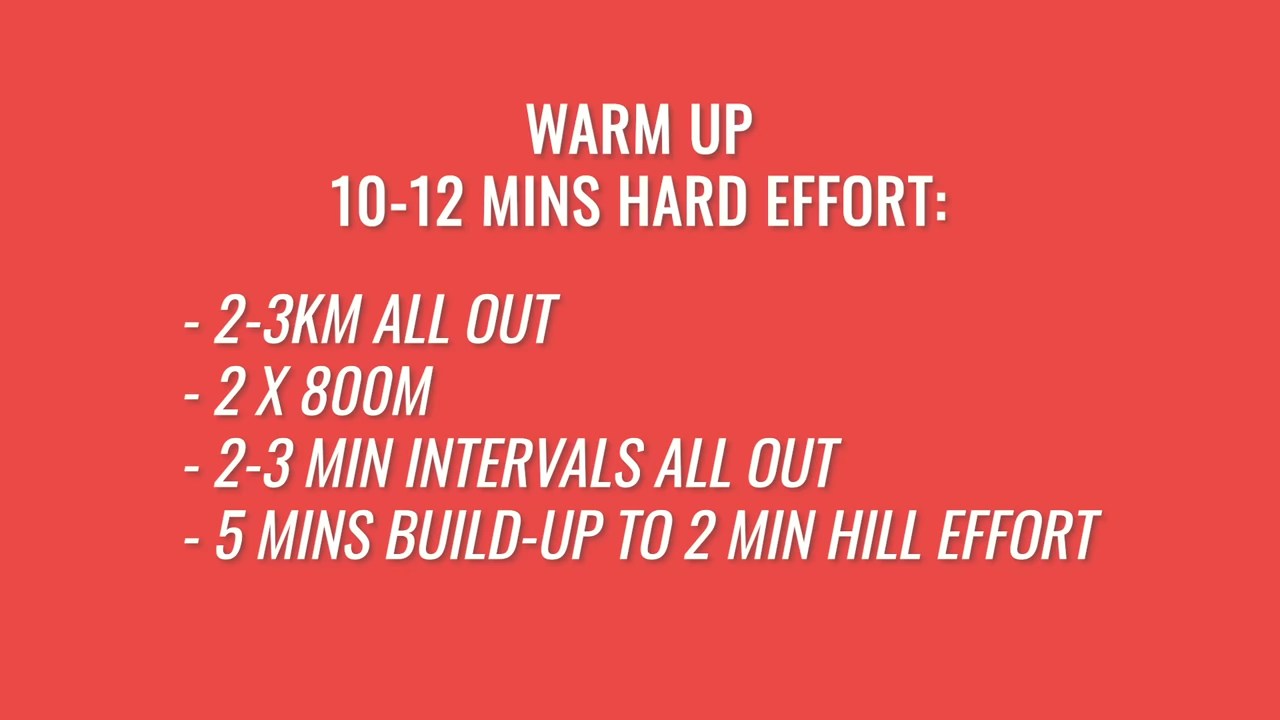 WARM UP
10-12 MINS HARD EFFORT:
- 2-3KM ALL OUT
- 2 X 800M
- 2-3 MIN INTERVALS ALL OUT
- 5 MINS BUILD-UP TO 2 MIN HILL EFFORT